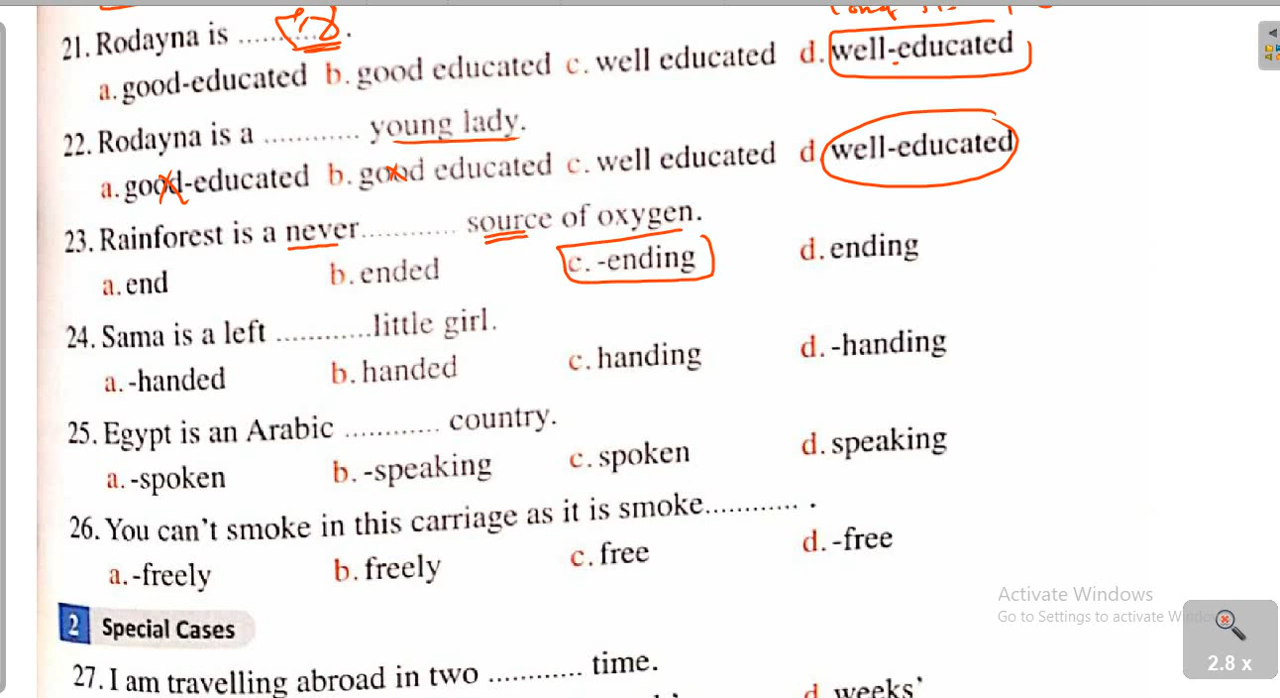 21. Rodayna is ............ .
a. good-educated b. good educated c. well educated d. well-educated
22. Rodayna is a ............ young lady.
a. good-educated b. good educated c. well educated d well-educated
23. Rainforest is a never............ source of oxygen.
a. end b. ended c. -ending d. ending
24. Sama is a left ............little girl.
a. -handed b. handed c. handing d. -handing
25. Egypt is an Arabic ............ country.
a. -spoken b. -speaking c. spoken d. speaking
26. You can't smoke in this carriage as it is smoke............ .
a. -freely b. freely c. free d. -free
2 Special Cases
27. I am travelling abroad in two ............ time.
d. weeks'
Activate Windows
Go to Settings to activate W
2.8 x